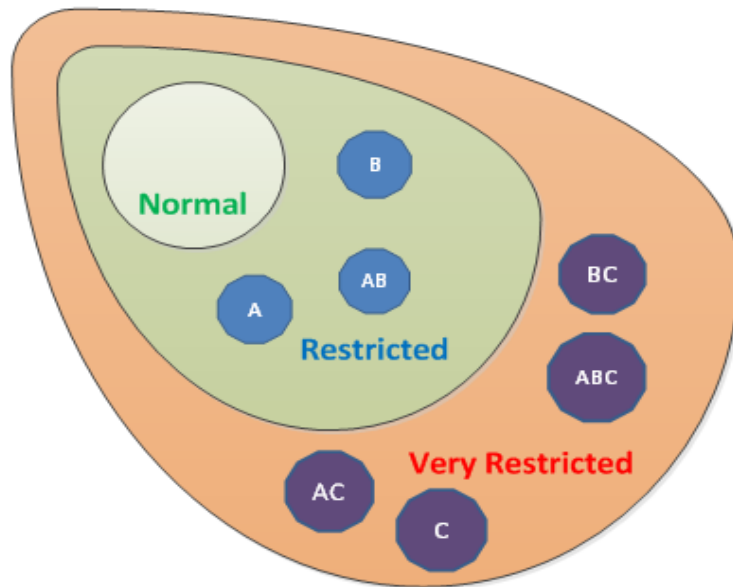 B
Normal
AB
A
Restricted
BC
ABC
Very Restricted
AC
C